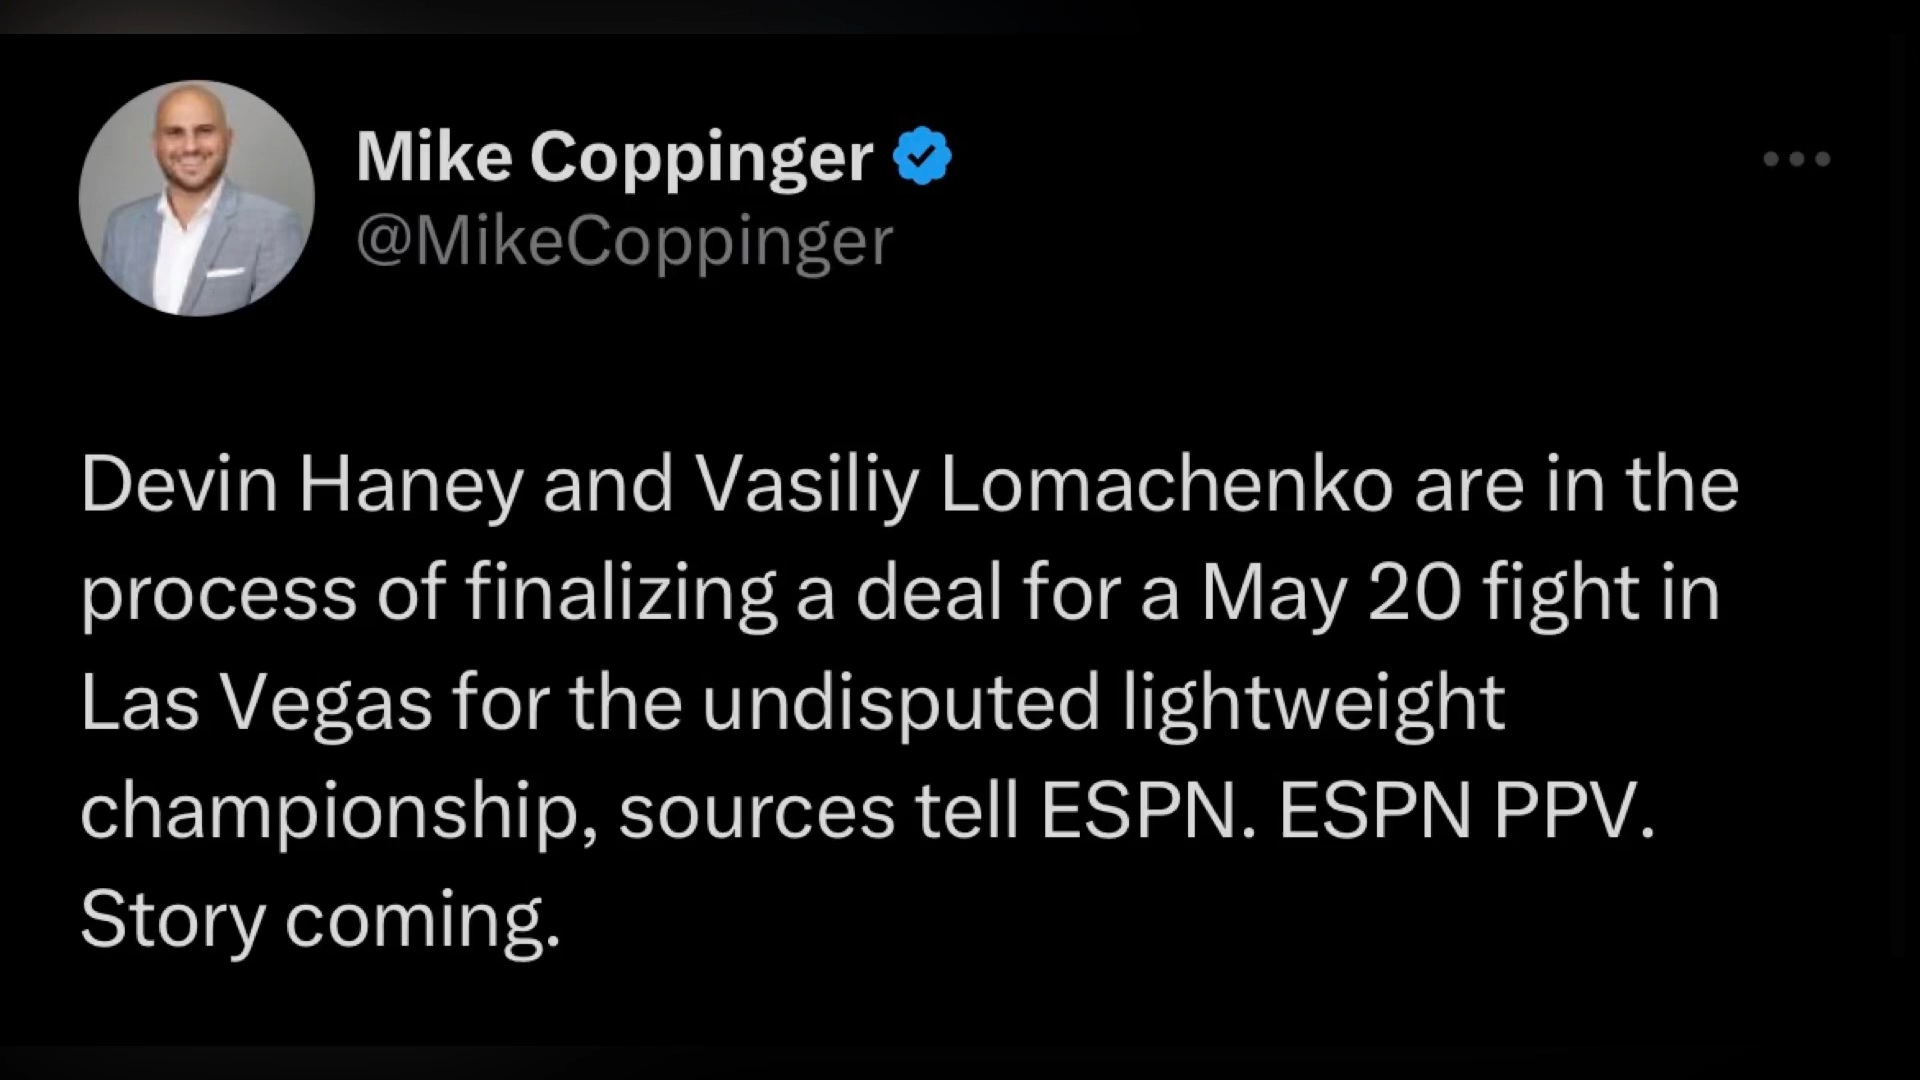 Mike Coppinger
@MikeCoppinger
Devin Haney and Vasiliy Lomachenko are in the
process of finalizing a deal for a May 20 fight in
Las Vegas for the undisputed lightweight
championship, sources tell ESPN. ESPN PPV.
Story coming.